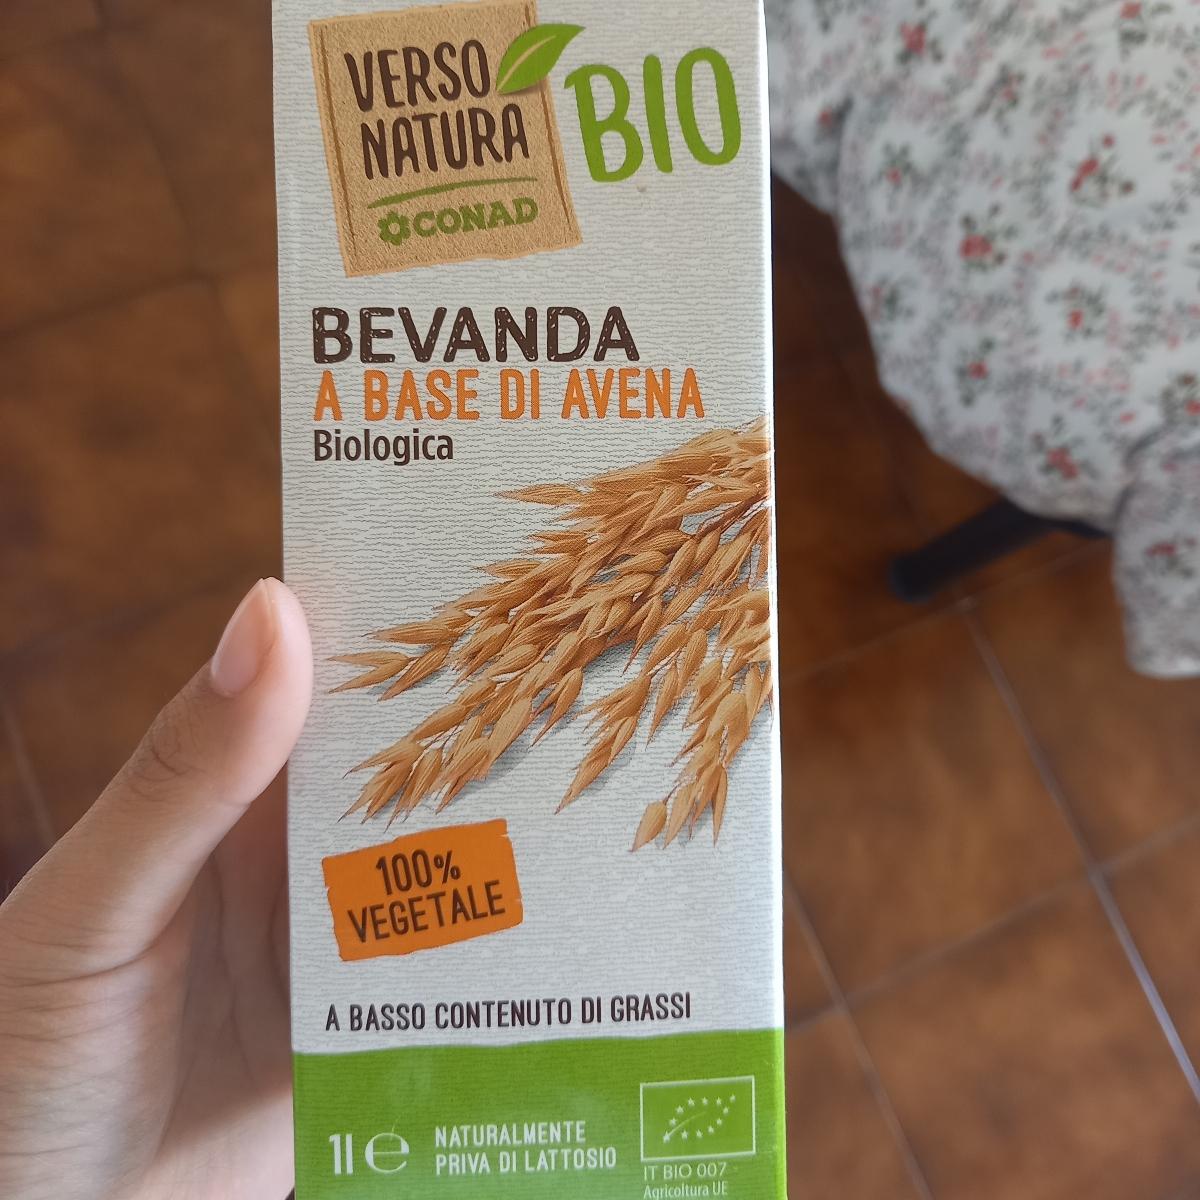 VERSO
NATURA
CONAD
BIO
BEVANDA
A BASE DI AVENA
Biologica
100%
VEGETALE
A BASSO CONTENUTO DI GRASSI
1l e
NATURALMENTE
PRIVA DI LATTOSIO
IT BIO 007
Agricoltura UE